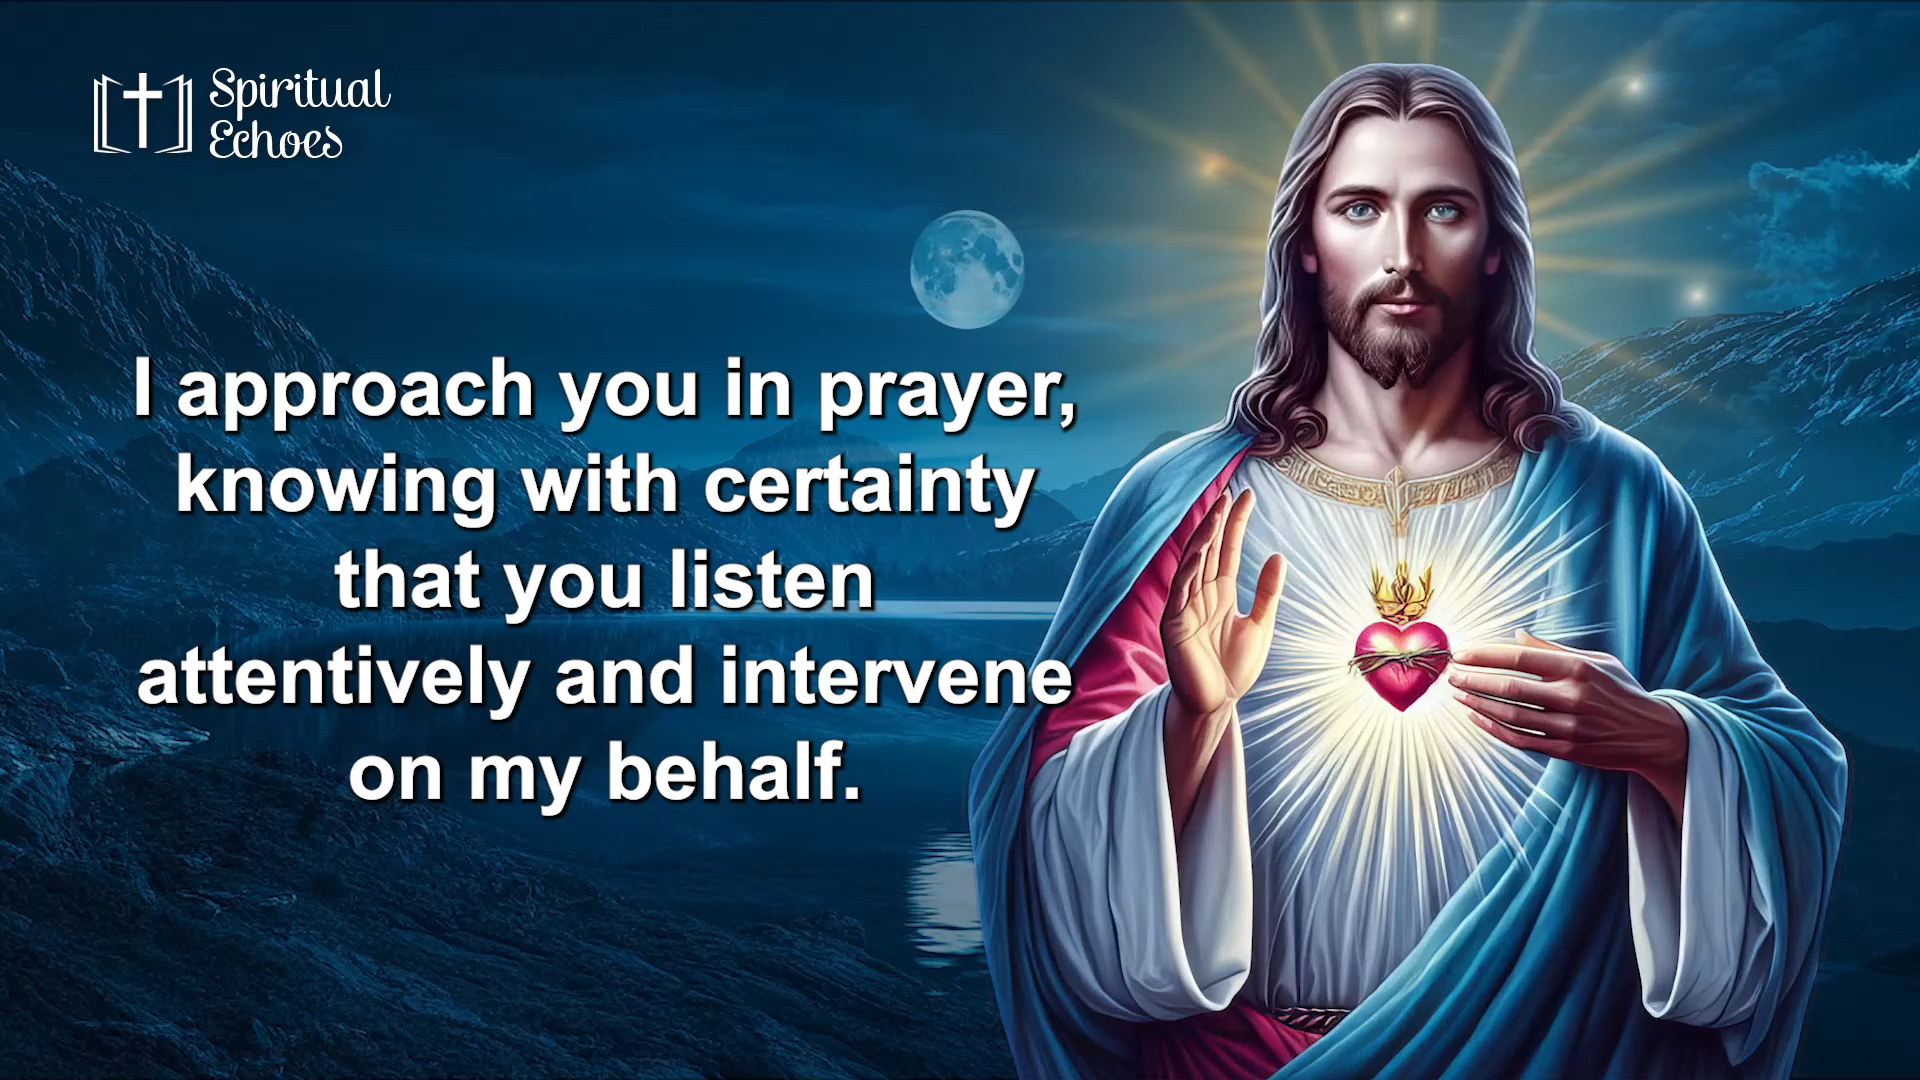 Spiritual
Echoes
I approach you in prayer,
knowing with certainty
that you listen
attentively and intervene
on my behalf.